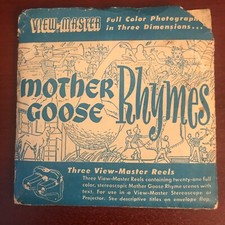 VIEW-MASTER Full Color Photographs
in Three Dimensions...
MOTHER
GOOSE
Rhymes
Three View-Master Reels
Three View-Master Reels containing twenty-one full
color, stereoscopic Mother Goose Rhyme scenes with
text. For use in a View-Master Stereoscope or
Projector. See descriptive titles on envelope flap.